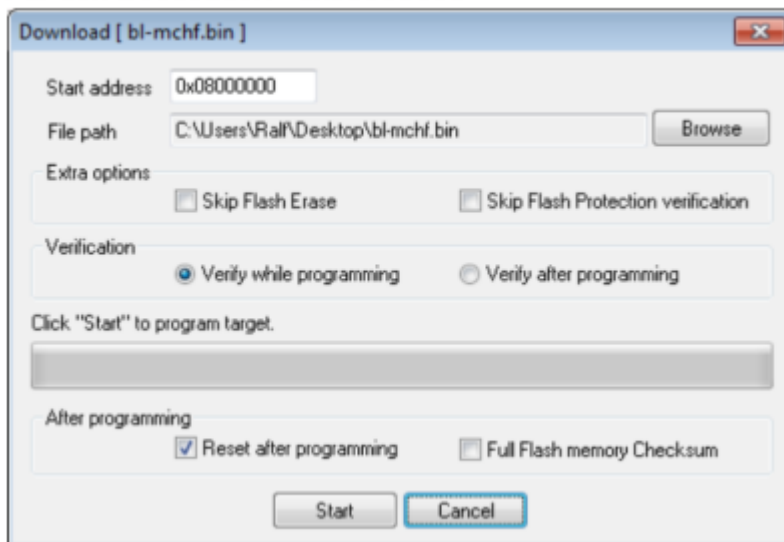 Download [ bl-mchf.bin ]
Start address 0x08000000
File path C:\Users\Ralf\Desktop\bl-mchf.bin Browse
Extra options
Skip Flash Erase Skip Flash Protection verification
Verification
Verify while programming Verify after programming
Click "Start" to program target.
After programming
Reset after programming Full Flash memory Checksum
Start Cancel